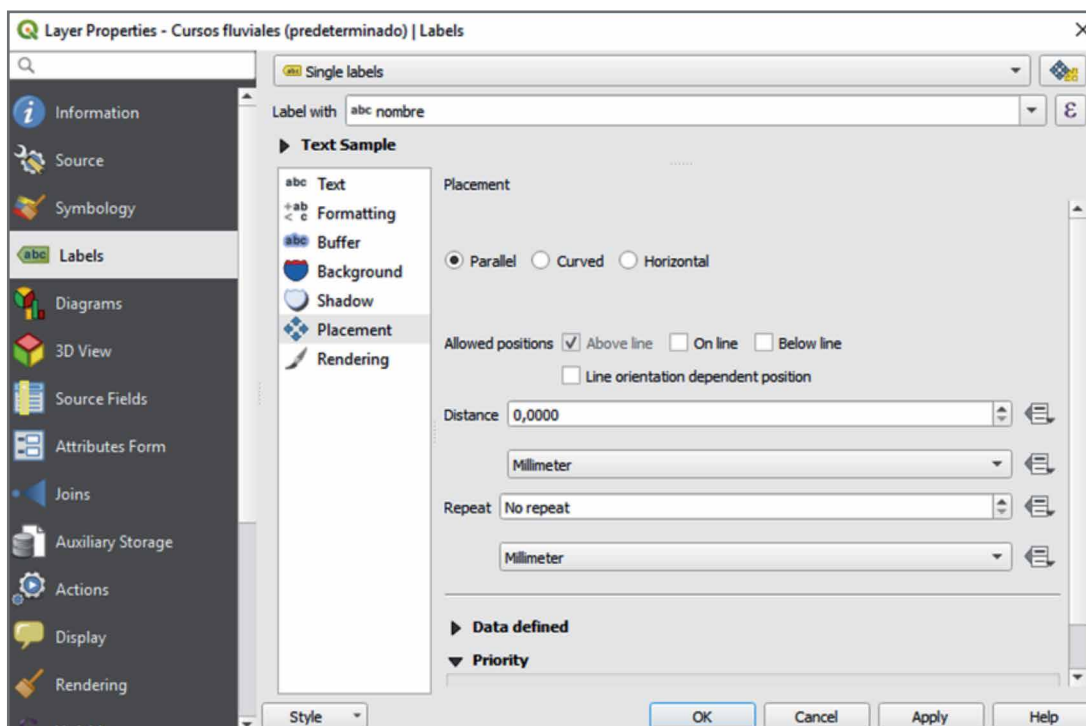 Layer Properties - Cursos fluviales (predeterminado) | Labels
Information
Source
Symbology
abc Labels
Diagrams
3D View
Source Fields
Attributes Form
Joins
Auxiliary Storage
Actions
Display
Rendering
abc Single labels
Label with abc nombre ε
Text Sample
abc Text
+ab < c Formatting
abc Buffer
Background
Shadow
Placement
Rendering
Placement
Parallel Curved Horizontal
Allowed positions Above line On line Below line
Line orientation dependent position
Distance 0,0000
Millimeter
Repeat No repeat
Millimeter
Data defined
Priority
Style OK Cancel Apply Help